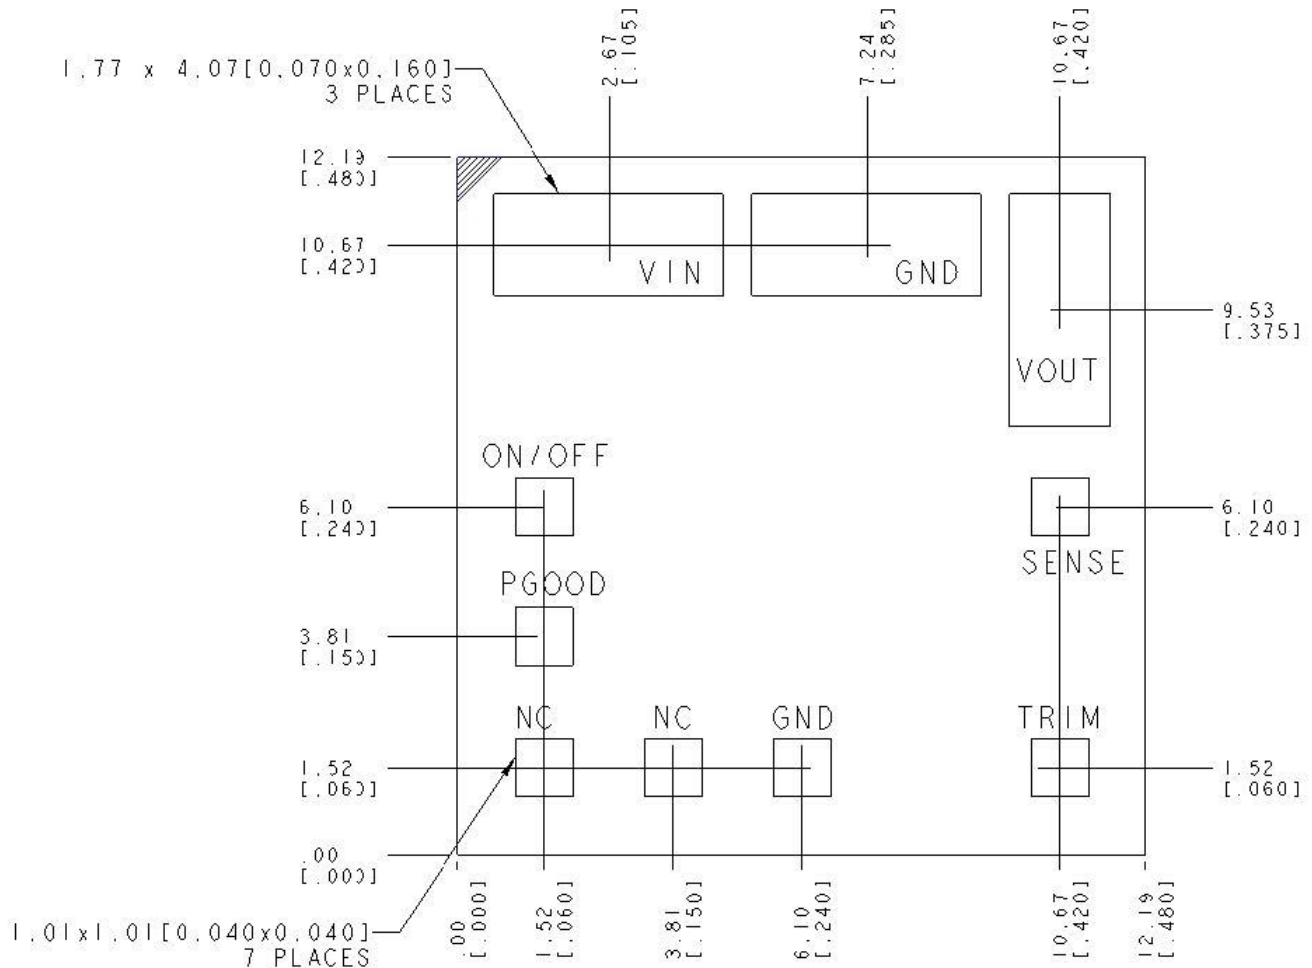 2.67
[.105]
7.24
[.285]
10.67
[.420]
1.77 x 4.07[0.070x0.160]
3 PLACES
12.19
[.480]
10.67
[.420]
VIN
GND
9.53
[.375]
VOUT
ON/OFF
6.10
[.240]
6.10
[.240]
SENSE
PGOOD
3.81
[.150]
NC
NC
GND
TRIM
1.52
[.060]
1.52
[.060]
.00
[.000]
1.01x1.01[0.040x0.040]
7 PLACES
.00
[.000]
1.52
[.060]
3.81
[.150]
6.10
[.240]
10.67
[.420]
12.19
[.480]